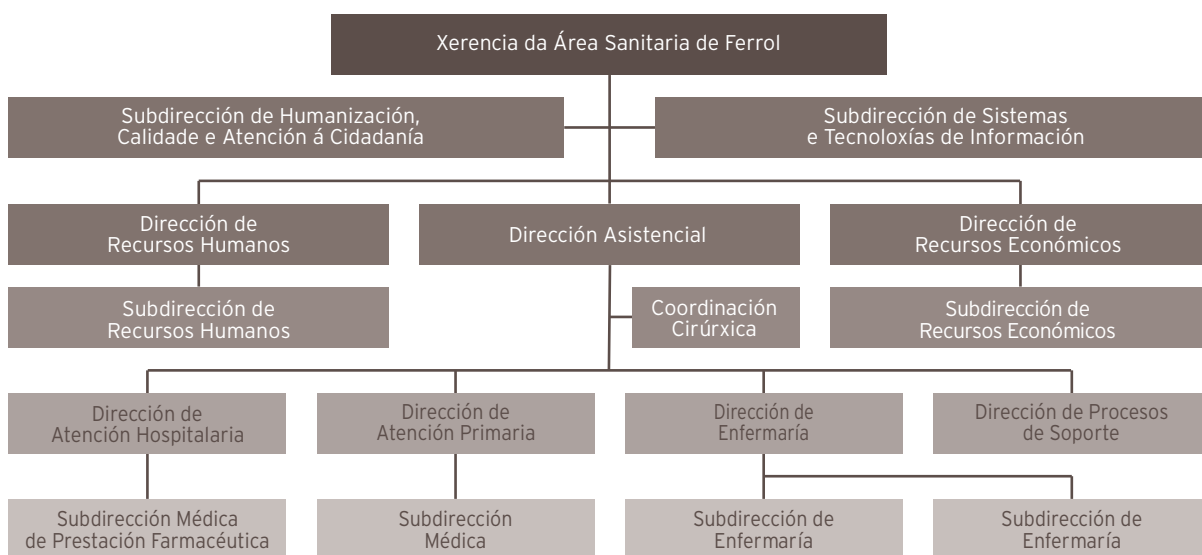 Xerencia da Área Sanitaria de Ferrol
Subdirección de Humanización,
Calidade e Atención á Cidadanía
Subdirección de Sistemas
e Tecnoloxías de Información
Dirección de
Recursos Humanos
Dirección Asistencial
Dirección de
Recursos Económicos
Subdirección de
Recursos Humanos
Coordinación
Cirúrxica
Subdirección de
Recursos Económicos
Dirección de
Atención Hospitalaria
Dirección de
Atención Primaria
Dirección de
Enfermaría
Dirección de Procesos
de Soporte
Subdirección Médica
de Prestación Farmacéutica
Subdirección
Médica
Subdirección de
Enfermaría
Subdirección de
Enfermaría